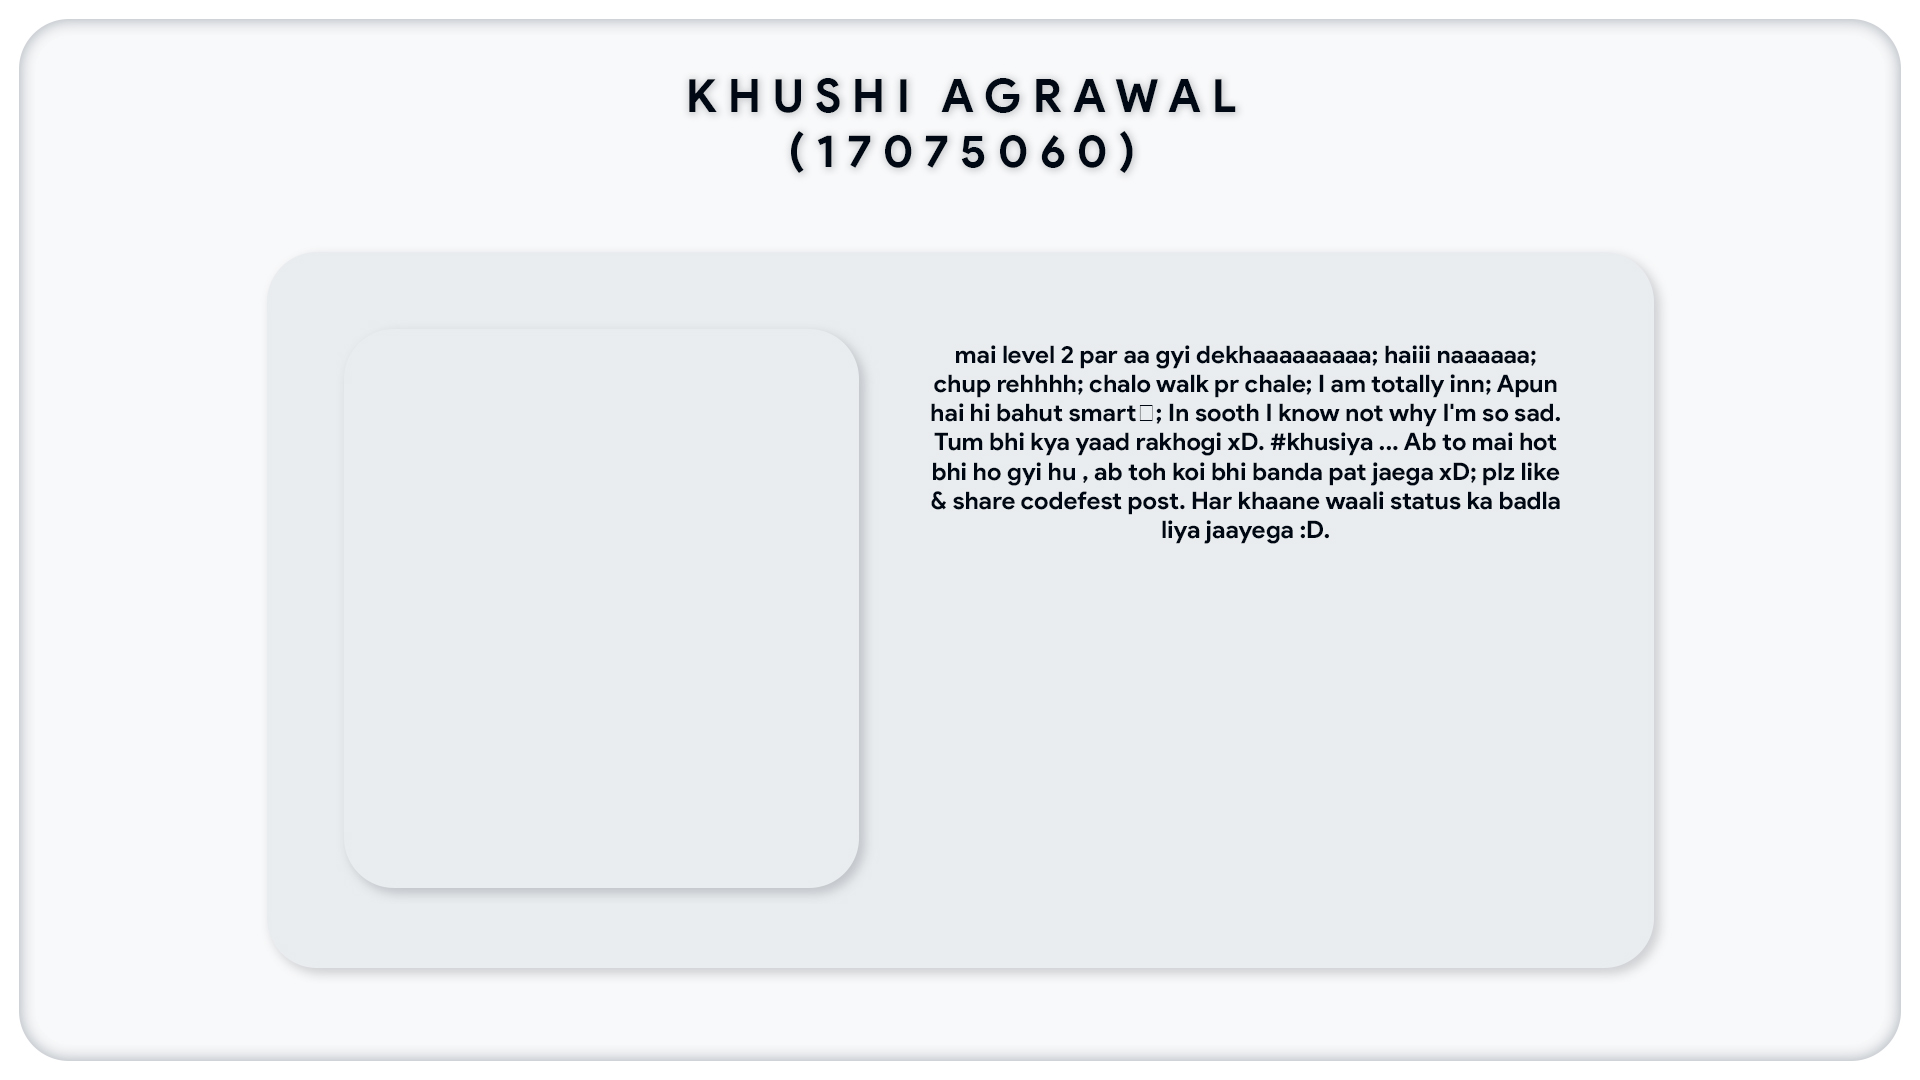 KHUSHI AGRAWAL
(17075060)
mai level 2 par aa gyi dekhaaaaaaaaaa; haiii naaaaaa;
chup rehhhh; chalo walk pr chale; I am totally inn; Apun
hai hi bahut smart□; In sooth I know not why I'm so sad.
Tum bhi kya yaad rakhogi xD. #khusiya ... Ab to mai hot
bhi ho gyi hu , ab toh koi bhi banda pat jaega xD; plz like
& share codefest post. Har khaane waali status ka badla
liya jaayega :D.